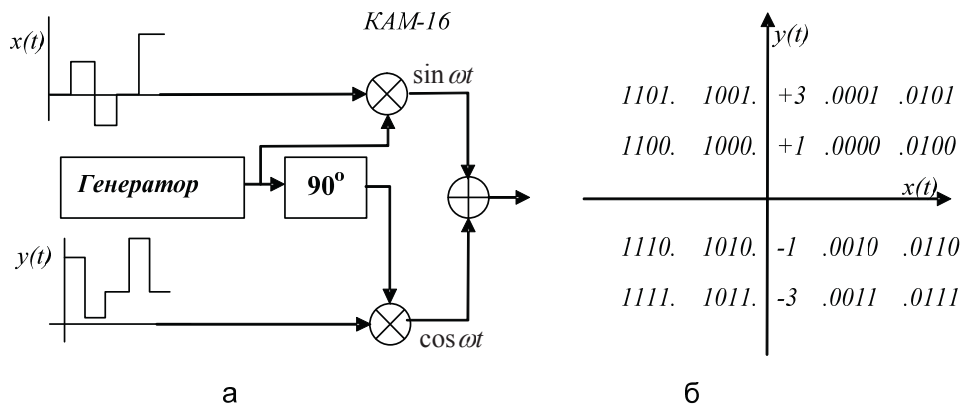 КАМ-16
x(t)
sin ωt
Генератор
90°
y(t)
cos ωt
а
y(t)
1101. 1001. +3 .0001 .0101
1100. 1000. +1 .0000 .0100
x(t)
1110. 1010. -1 .0010 .0110
1111. 1011. -3 .0011 .0111
б